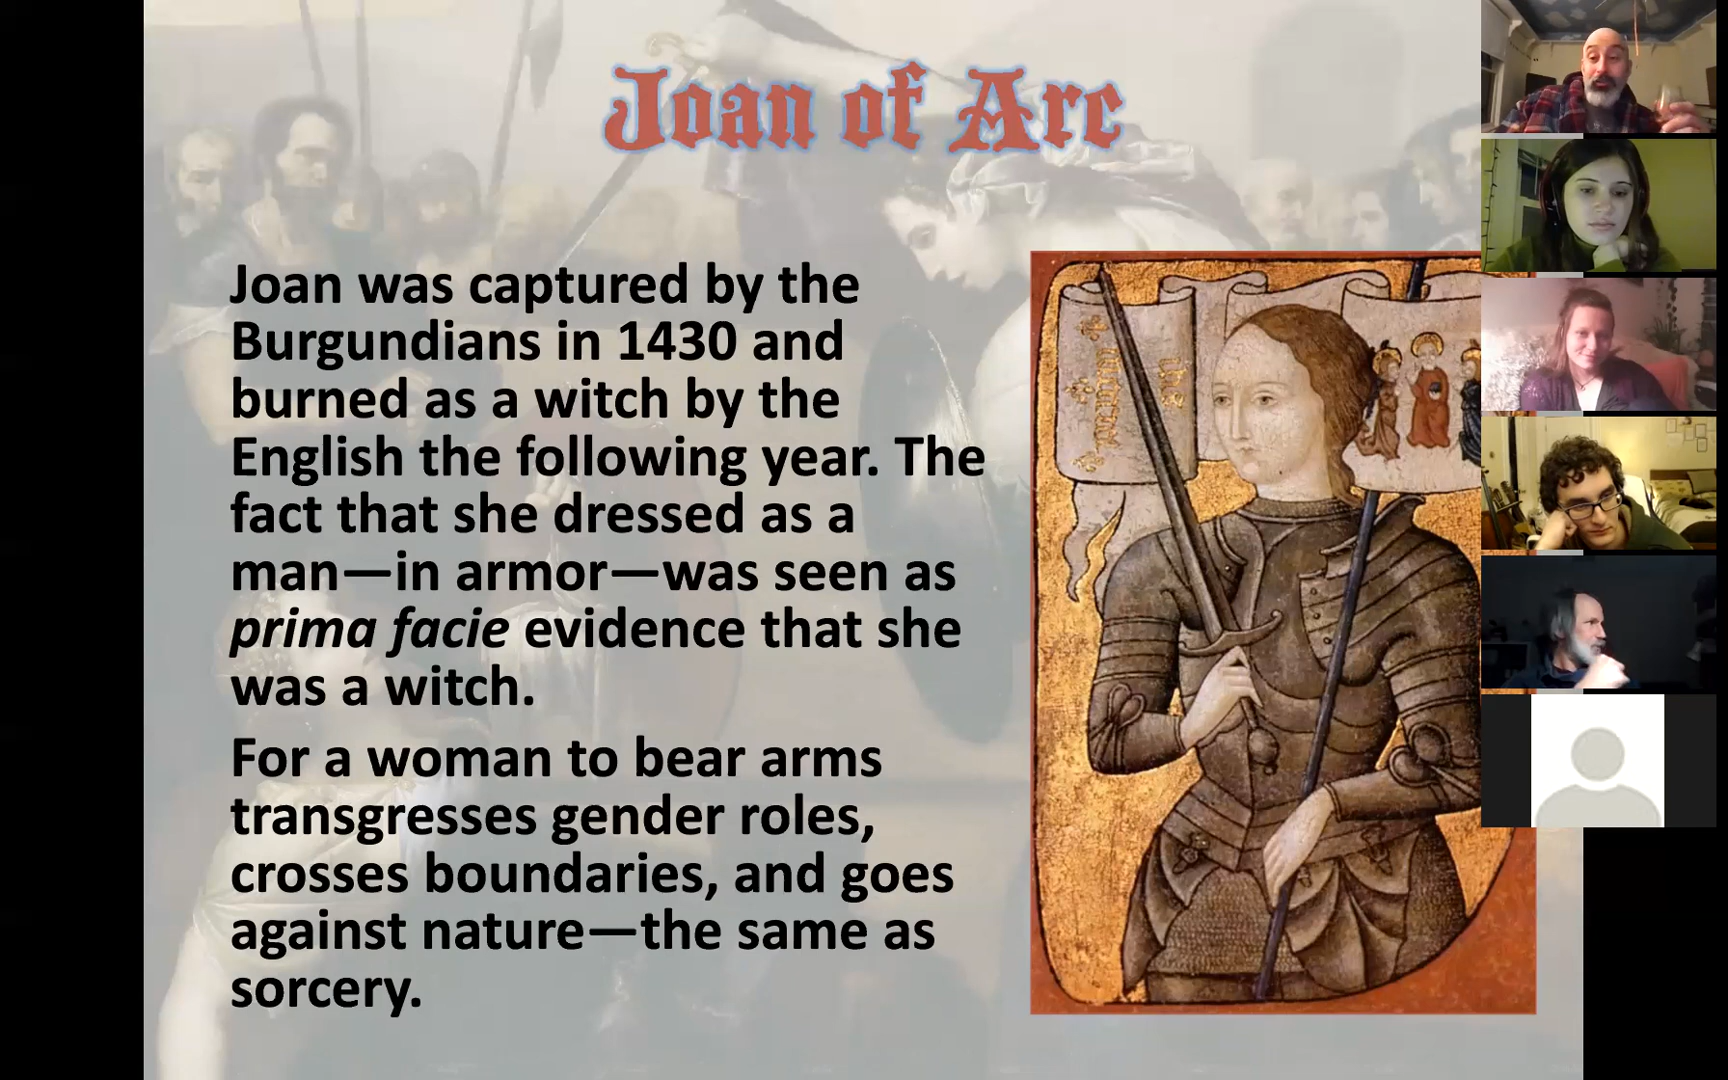 Joan of Arc
Joan was captured by the
Burgundians in 1430 and
burned as a witch by the
English the following year. The
fact that she dressed as a
man—in armor—was seen as
prima facie evidence that she
was a witch.
For a woman to bear arms
transgresses gender roles,
crosses boundaries, and goes
against nature—the same as
sorcery.